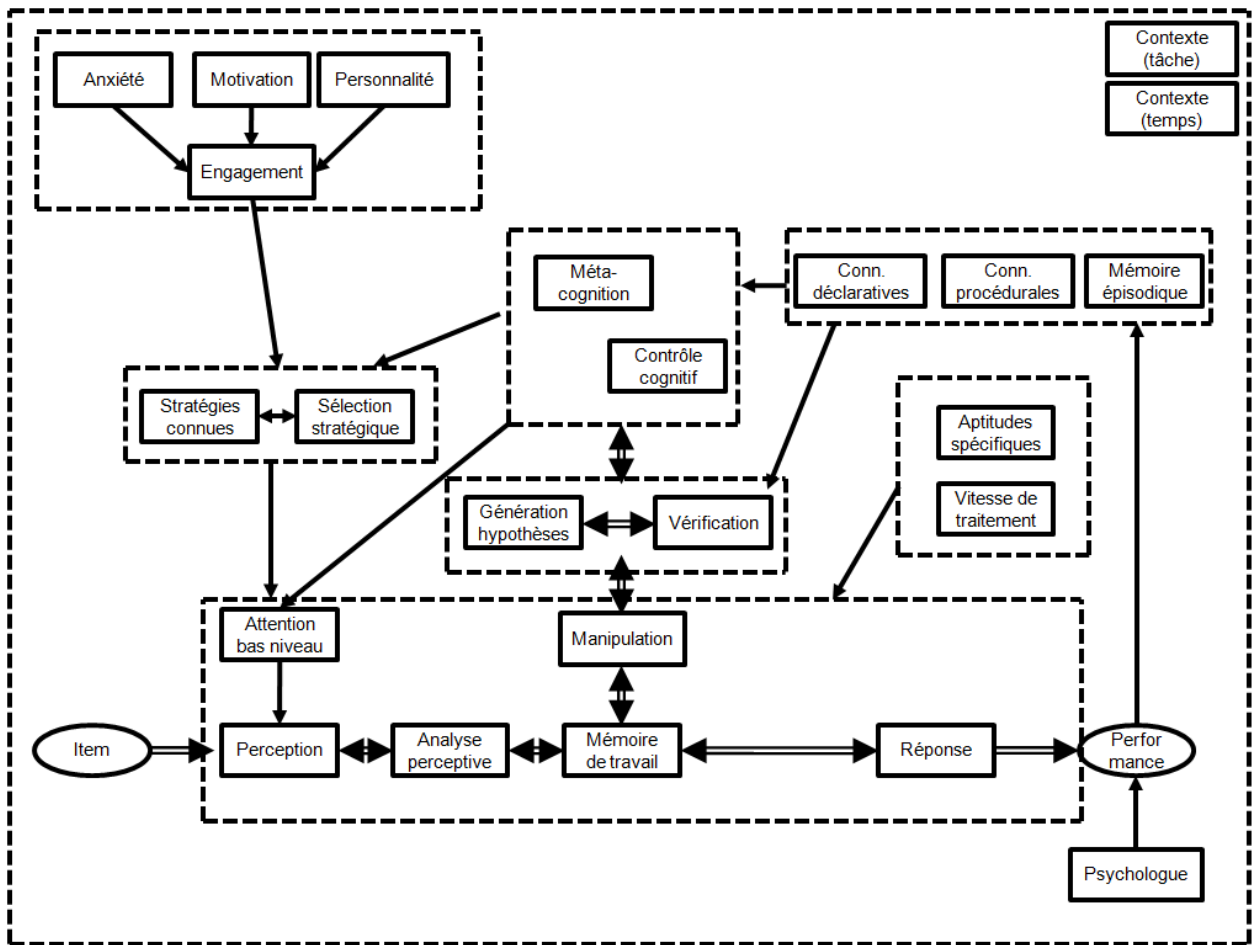 Contexte
(tâche)
Anxiété
Motivation
Personnalité
Contexte
(temps)
Engagement
Méta-
cognition
Conn.
déclaratives
Conn.
procédurales
Mémoire
épisodique
Contrôle
cognitif
Stratégies
connues
Sélection
stratégique
Aptitudes
spécifiques
Génération
hypothèses
Vérification
Vitesse de
traitement
Attention
bas niveau
Manipulation
Item
Perception
Analyse
perceptive
Mémoire
de travail
Réponse
Perfor
mance
Psychologue